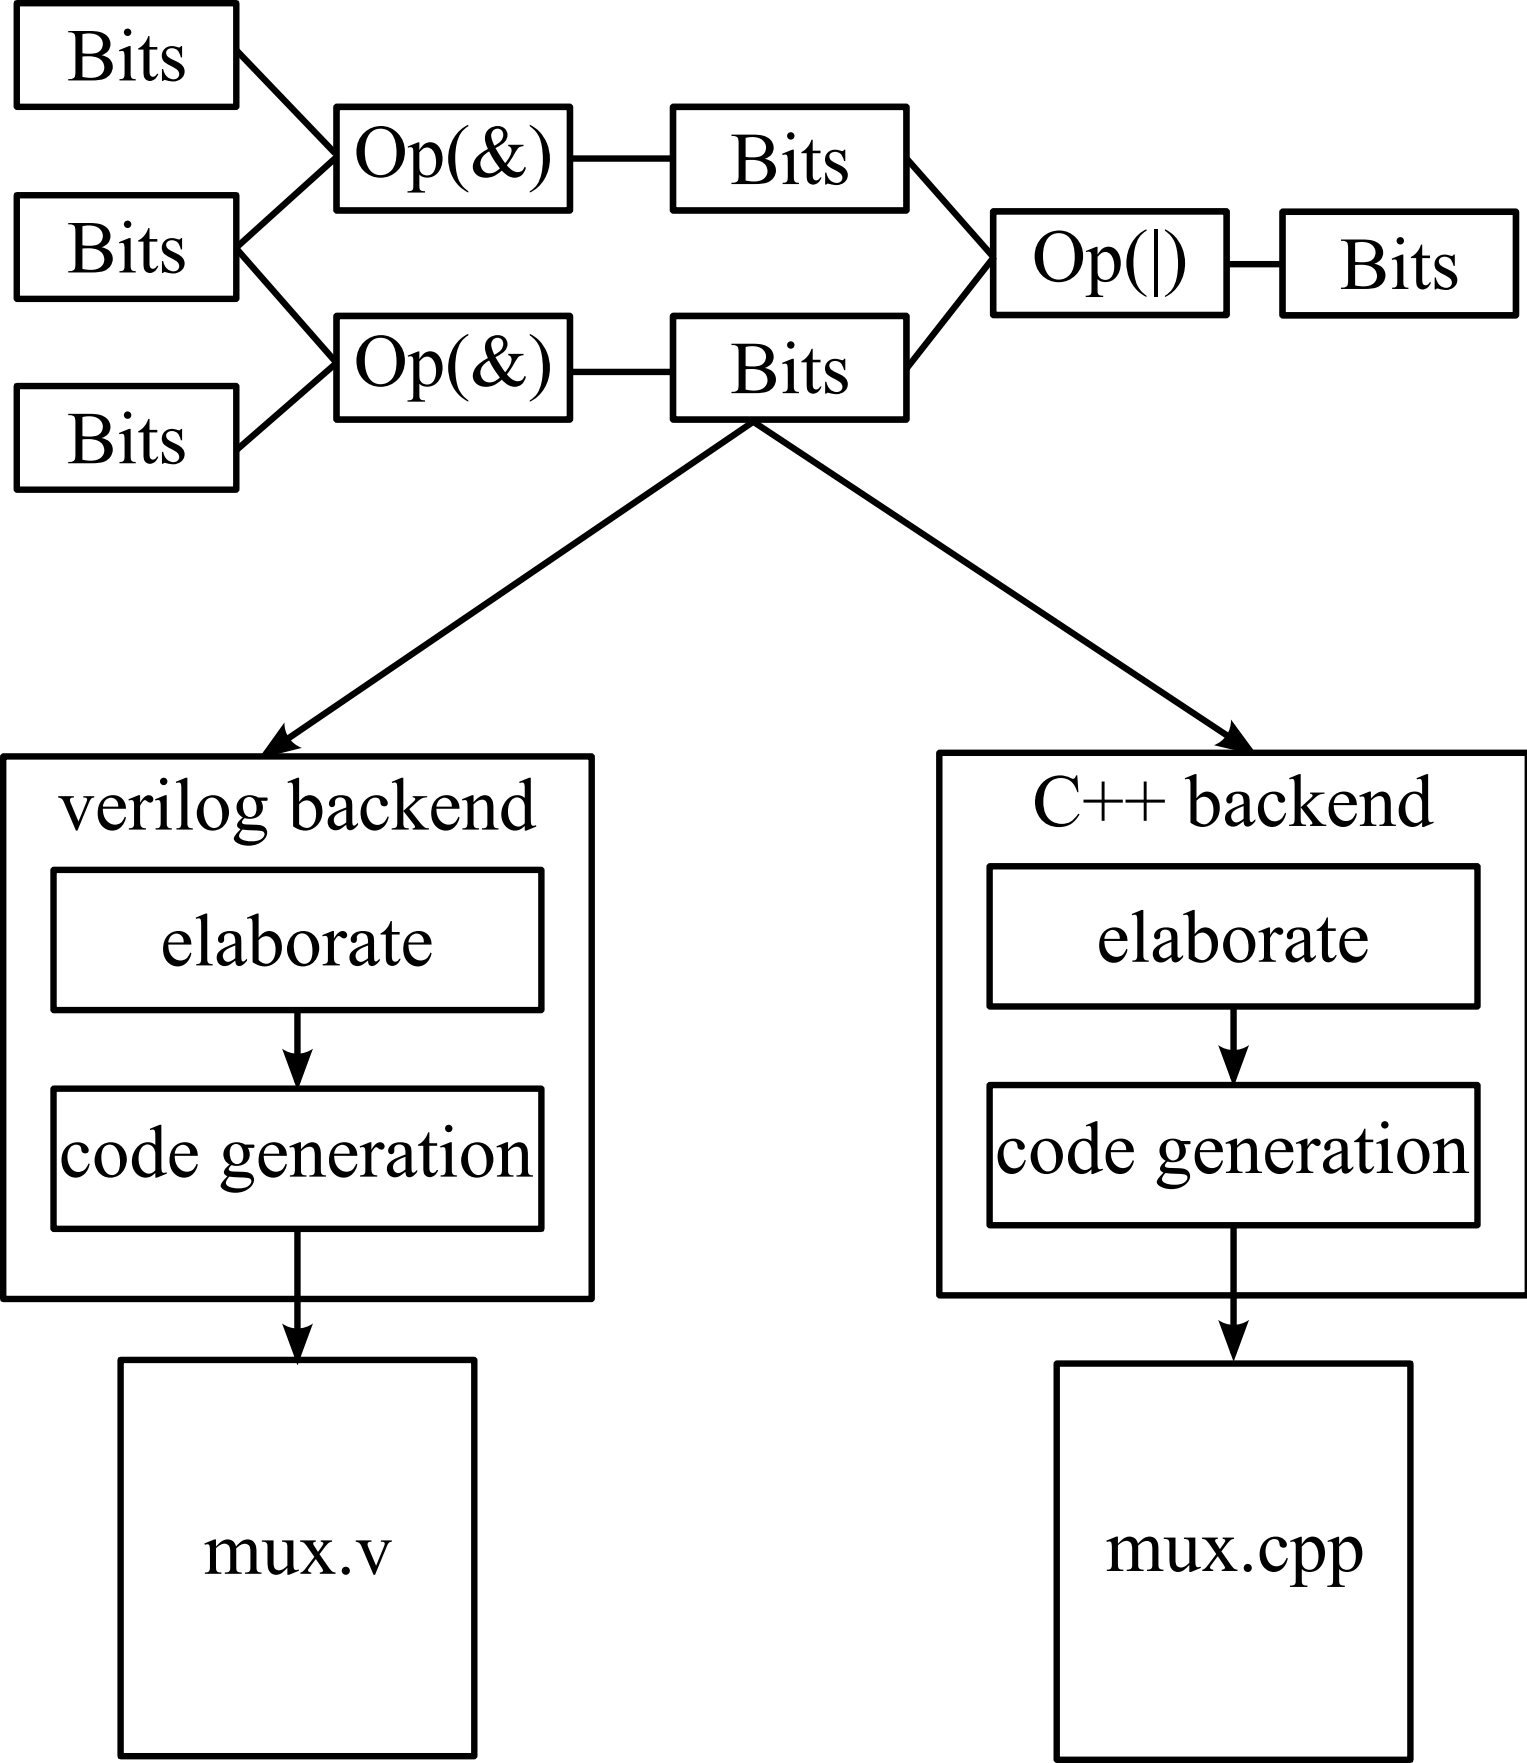 Bits
Op(&)
Bits
Bits
Op(|)
Bits
Op(&)
Bits
Bits
verilog backend
elaborate
code generation
mux.v
C++ backend
elaborate
code generation
mux.cpp